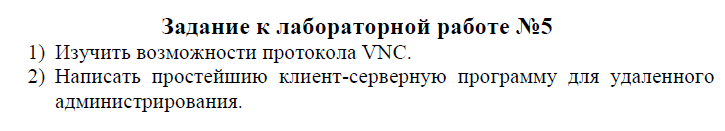 Задание к лабораторной работе №5
1) Изучить возможности протокола VNC.
2) Написать простейшию клиент-серверную программу для удаленного
администрирования.